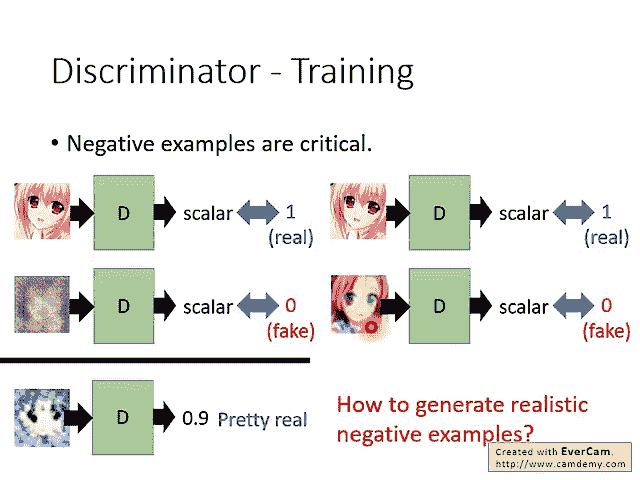 Discriminator - Training
• Negative examples are critical.
D scalar 1
(real)
D scalar 1
(real)
D scalar 0
(fake)
D scalar 0
(fake)
D 0.9 Pretty real
How to generate realistic
negative examples?
Created with EverCam.
http://www.camdemy.com